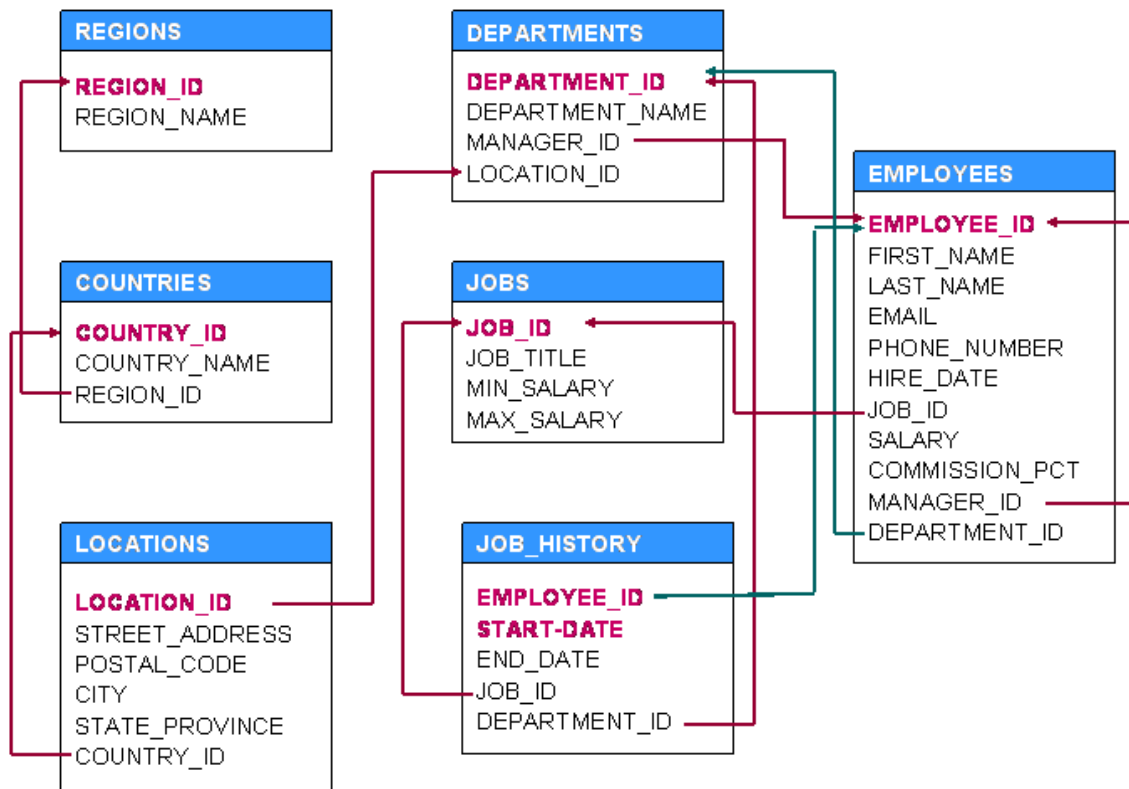 REGIONS
REGION_ID
REGION_NAME
DEPARTMENTS
DEPARTMENT_ID
DEPARTMENT_NAME
MANAGER_ID
LOCATION_ID
EMPLOYEES
EMPLOYEE_ID
FIRST_NAME
LAST_NAME
EMAIL
PHONE_NUMBER
HIRE_DATE
JOB_ID
SALARY
COMMISSION_PCT
MANAGER_ID
DEPARTMENT_ID
COUNTRIES
COUNTRY_ID
COUNTRY_NAME
REGION_ID
JOBS
JOB_ID
JOB_TITLE
MIN_SALARY
MAX_SALARY
LOCATIONS
LOCATION_ID
STREET_ADDRESS
POSTAL_CODE
CITY
STATE_PROVINCE
COUNTRY_ID
JOB_HISTORY
EMPLOYEE_ID
START-DATE
END_DATE
JOB_ID
DEPARTMENT_ID